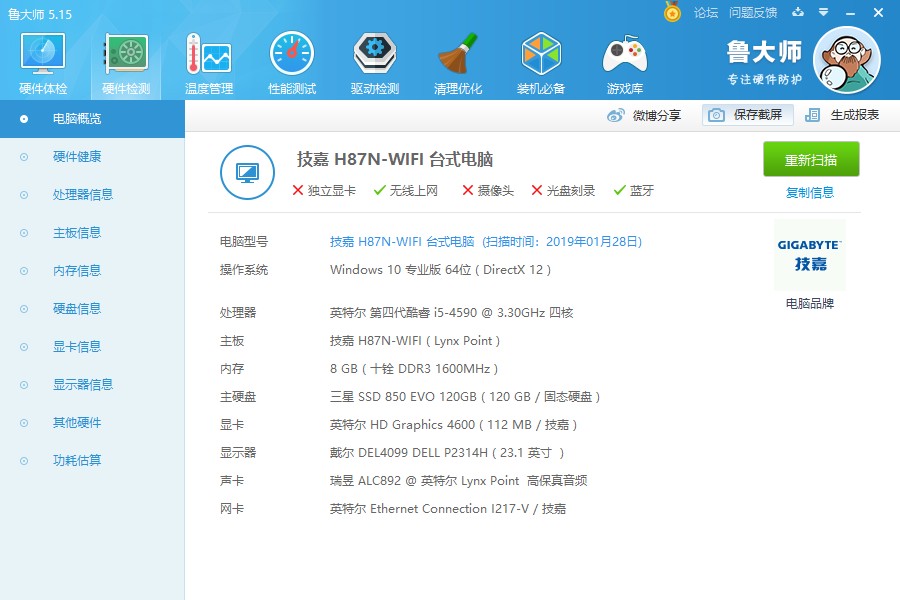 鲁大师 5.15
论坛 问题反馈
硬件体检 硬件检测 温度管理 性能测试 驱动检测 清理优化 装机必备 游戏库
鲁大师
专注硬件防护
微博分享 保存截屏 生成报表
电脑概览
硬件健康
处理器信息
主板信息
内存信息
硬盘信息
显卡信息
显示器信息
其他硬件
功耗估算
技嘉 H87N-WIFI 台式电脑
独立显卡 无线上网 摄像头 光盘刻录 蓝牙
重新扫描
复制信息
电脑型号 技嘉 H87N-WIFI 台式电脑 (扫描时间：2019年01月28日)
操作系统 Windows 10 专业版 64位 ( DirectX 12 )
处理器 英特尔 第四代酷睿 i5-4590 @ 3.30GHz 四核
主板 技嘉 H87N-WIFI ( Lynx Point )
内存 8 GB ( 十铨 DDR3 1600MHz )
主硬盘 三星 SSD 850 EVO 120GB ( 120 GB / 固态硬盘 )
显卡 英特尔 HD Graphics 4600 ( 112 MB / 技嘉 )
显示器 戴尔 DEL4099 DELL P2314H ( 23.1 英寸 )
声卡 瑞昱 ALC892 @ 英特尔 Lynx Point 高保真音频
网卡 英特尔 Ethernet Connection I217-V / 技嘉
GIGABYTE™
技嘉
电脑品牌